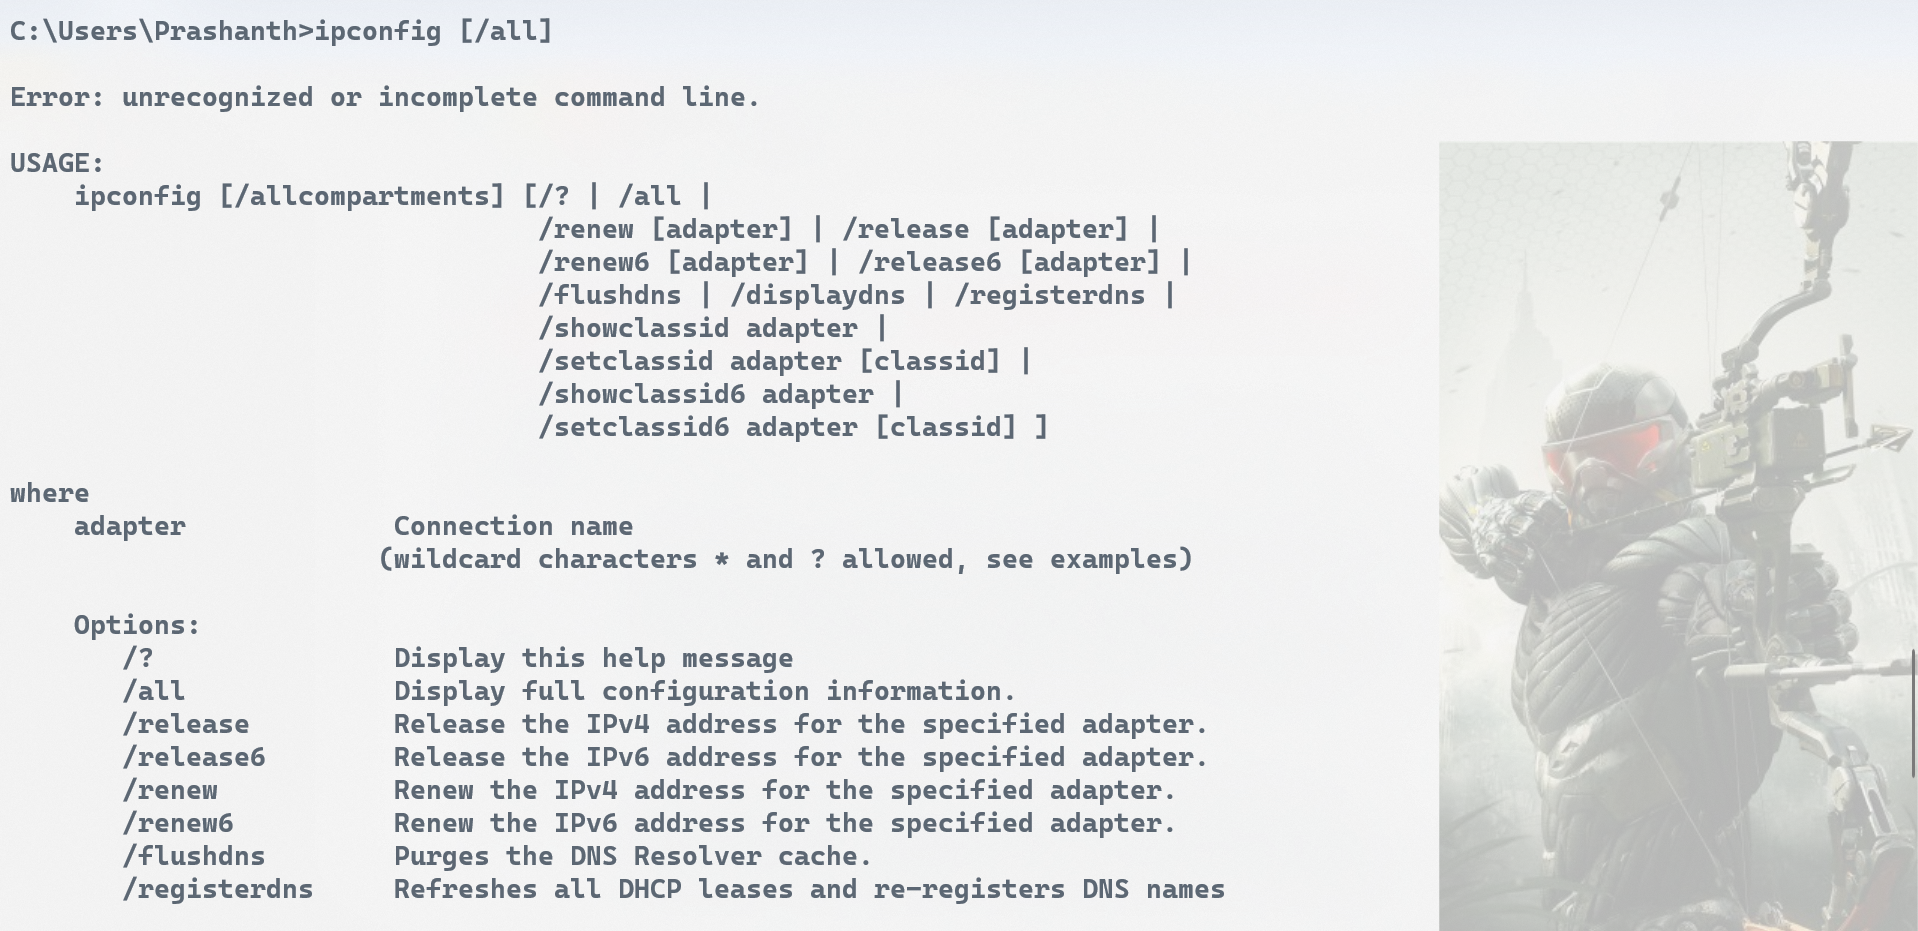 C:\Users\Prashanth>ipconfig [/all]
Error: unrecognized or incomplete command line.
USAGE:
ipconfig [/allcompartments] [/? | /all |
/renew [adapter] | /release [adapter] |
/renew6 [adapter] | /release6 [adapter] |
/flushdns | /displaydns | /registerdns |
/showclassid adapter |
/setclassid adapter [classid] |
/showclassid6 adapter |
/setclassid6 adapter [classid] ]
where
adapter Connection name
(wildcard characters * and ? allowed, see examples)
Options:
/? Display this help message
/all Display full configuration information.
/release Release the IPv4 address for the specified adapter.
/release6 Release the IPv6 address for the specified adapter.
/renew Renew the IPv4 address for the specified adapter.
/renew6 Renew the IPv6 address for the specified adapter.
/flushdns Purges the DNS Resolver cache.
/registerdns Refreshes all DHCP leases and re-registers DNS names